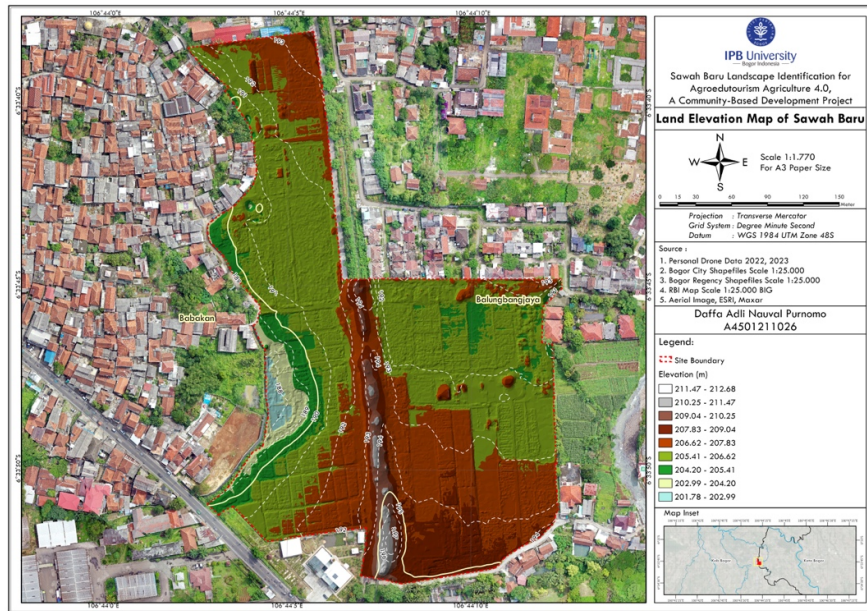 106°44'0"E
106°44'5"E
106°44'10"E
6°33'40"S
6°33'45"S
6°33'50"S
Babakan
Balungbangjaya
106°44'0"E
106°44'5"E
106°44'10"E
IPB University
Bogor Indonesia
Sawah Baru Landscape Identification for
Agroedutourism Agriculture 4.0,
A Community-Based Development Project
Land Elevation Map of Sawah Baru
N
W E
S
Scale 1:1.770
For A3 Paper Size
0 15 30 60 90 120 150
Meter
Projection : Transverse Mercator
Grid System : Degree Minute Second
Datum : WGS 1984 UTM Zone 48S
Source :
1. Personal Drone Data 2022, 2023
2. Bogor City Shapefiles Scale 1:25.000
3. Bogor Regency Shapefiles Scale 1:25.000
4. RBI Map Scale 1:25.000 BIG
5. Aerial Image, ESRI, Maxar
Daffa Adli Nauval Purnomo
A4501211026
Legend:
Site Boundary
Elevation (m)
211.47 - 212.68
210.25 - 211.47
209.04 - 210.25
207.83 - 209.04
206.62 - 207.83
205.41 - 206.62
204.20 - 205.41
202.99 - 204.20
201.78 - 202.99
Map Inset